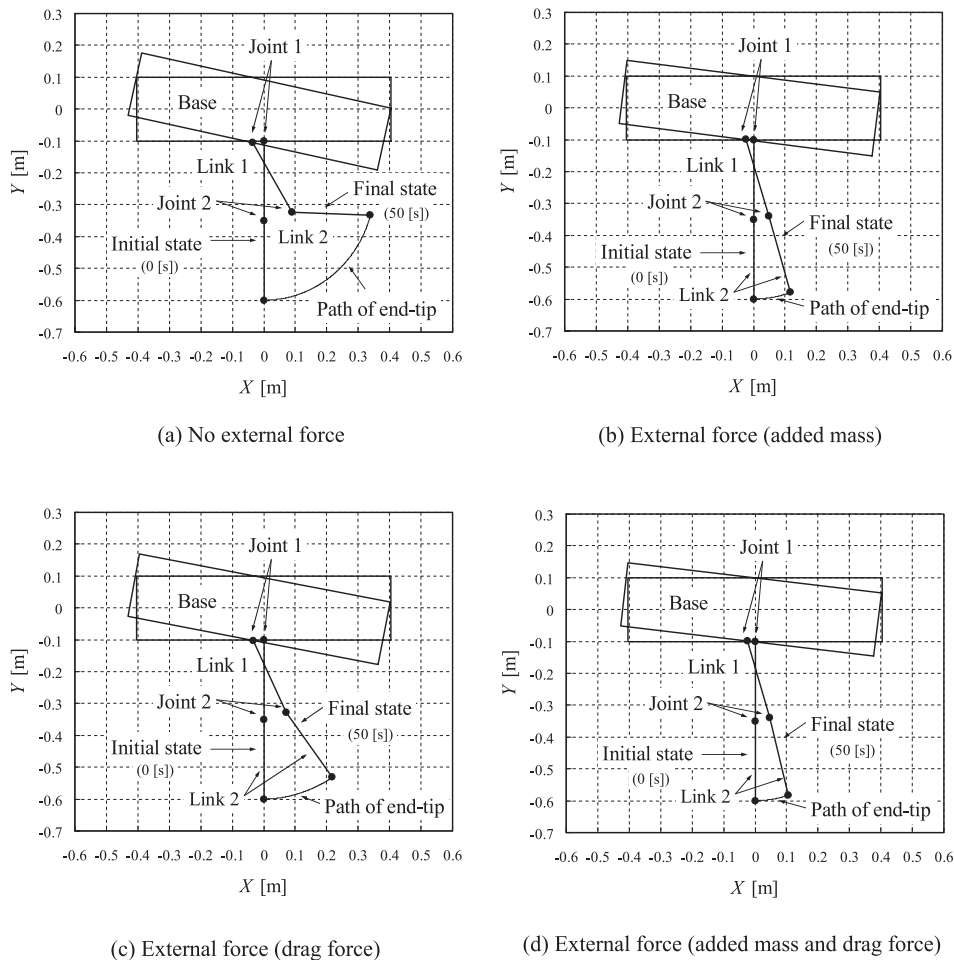 0.3
0.2
0.1
0
-0.1
-0.2
-0.3
-0.4
-0.5
-0.6
-0.7
Y [m]
Joint 1
Base
Link 1
Joint 2
Final state
(50 [s])
Initial state
(0 [s])
Link 2
Path of end-tip
-0.6 -0.5 -0.4 -0.3 -0.2 -0.1 0 0.1 0.2 0.3 0.4 0.5 0.6
X [m]
(a) No external force
0.3
0.2
0.1
0
-0.1
-0.2
-0.3
-0.4
-0.5
-0.6
-0.7
Y [m]
Joint 1
Base
Link 1
Joint 2
Final state
(50 [s])
Initial state
(0 [s])
Link 2
Path of end-tip
-0.6 -0.5 -0.4 -0.3 -0.2 -0.1 0 0.1 0.2 0.3 0.4 0.5 0.6
X [m]
(b) External force (added mass)
0.3
0.2
0.1
0
-0.1
-0.2
-0.3
-0.4
-0.5
-0.6
-0.7
Y [m]
Joint 1
Base
Link 1
Joint 2
Final state
(50 [s])
Initial state
(0 [s])
Link 2
Path of end-tip
-0.6 -0.5 -0.4 -0.3 -0.2 -0.1 0 0.1 0.2 0.3 0.4 0.5 0.6
X [m]
(c) External force (drag force)
0.3
0.2
0.1
0
-0.1
-0.2
-0.3
-0.4
-0.5
-0.6
-0.7
Y [m]
Joint 1
Base
Link 1
Joint 2
Final state
(50 [s])
Initial state
(0 [s])
Link 2
Path of end-tip
-0.6 -0.5 -0.4 -0.3 -0.2 -0.1 0 0.1 0.2 0.3 0.4 0.5 0.6
X [m]
(d) External force (added mass and drag force)